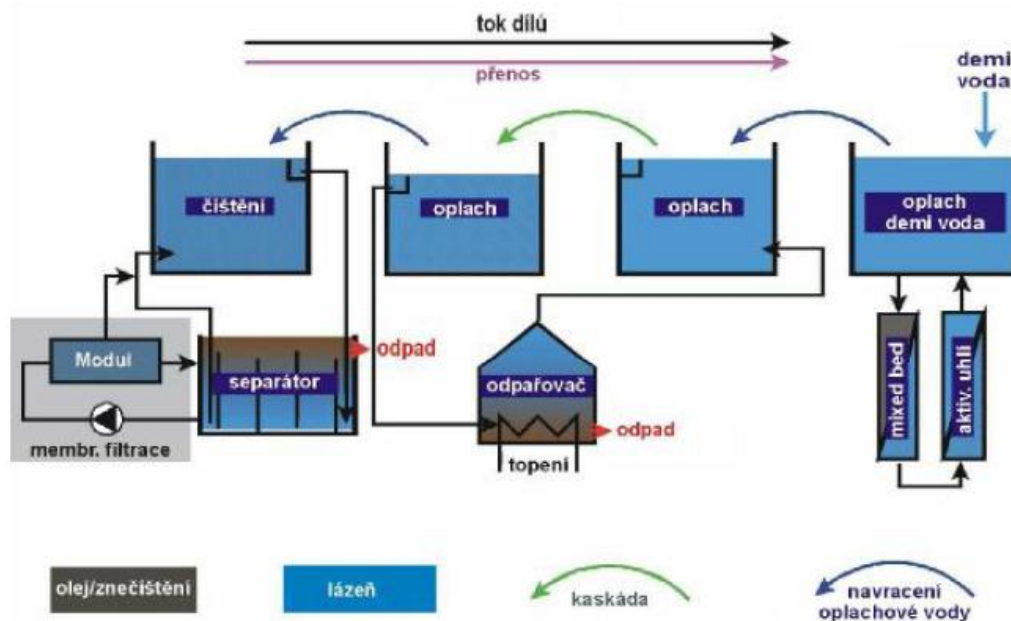 tok dílů
přenos
demi
voda
čištění
oplach
oplach
oplach
demi voda
Modul
membr. filtrace
separátor
odpad
odpařovač
odpad
topení
mixed bed
aktiv. uhlí
olej/znečištění
lázeň
kaskáda
navracení
oplachové vody